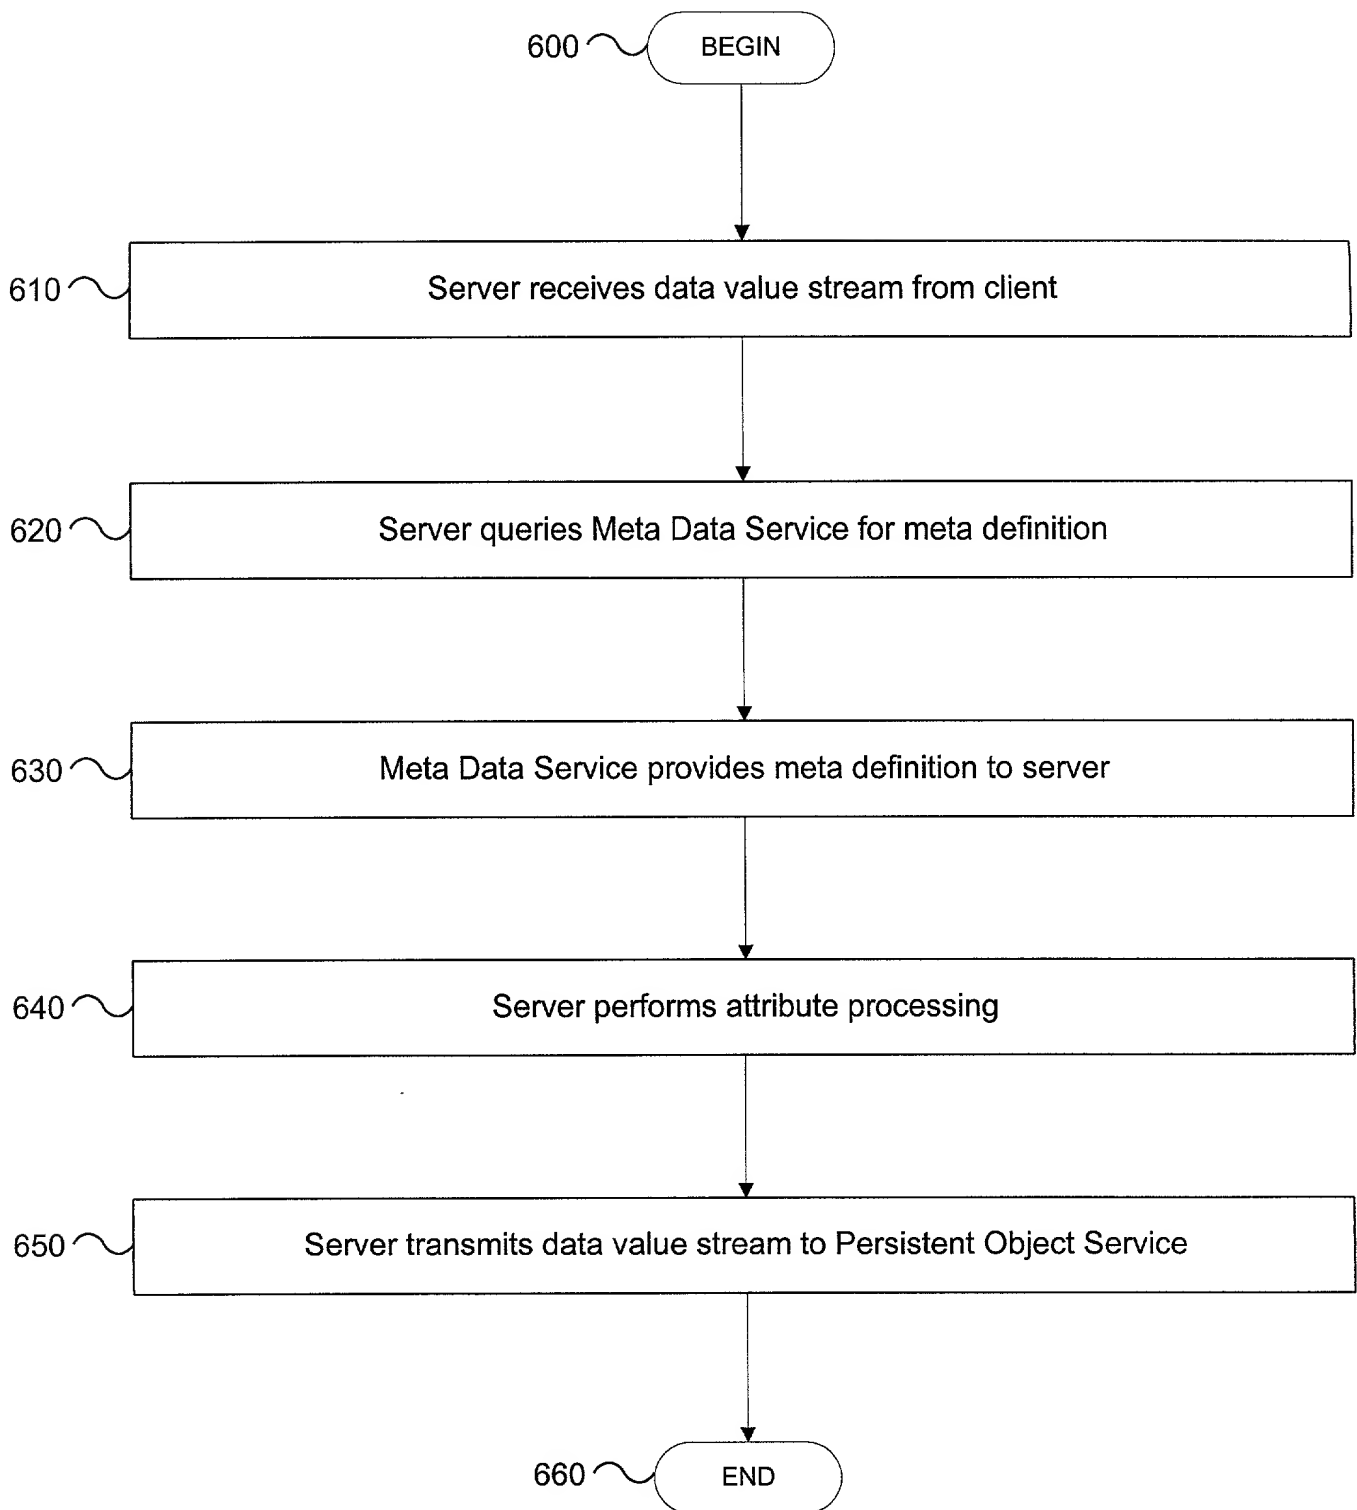 600 BEGIN
610 Server receives data value stream from client
620 Server queries Meta Data Service for meta definition
630 Meta Data Service provides meta definition to server
640 Server performs attribute processing
650 Server transmits data value stream to Persistent Object Service
660 END